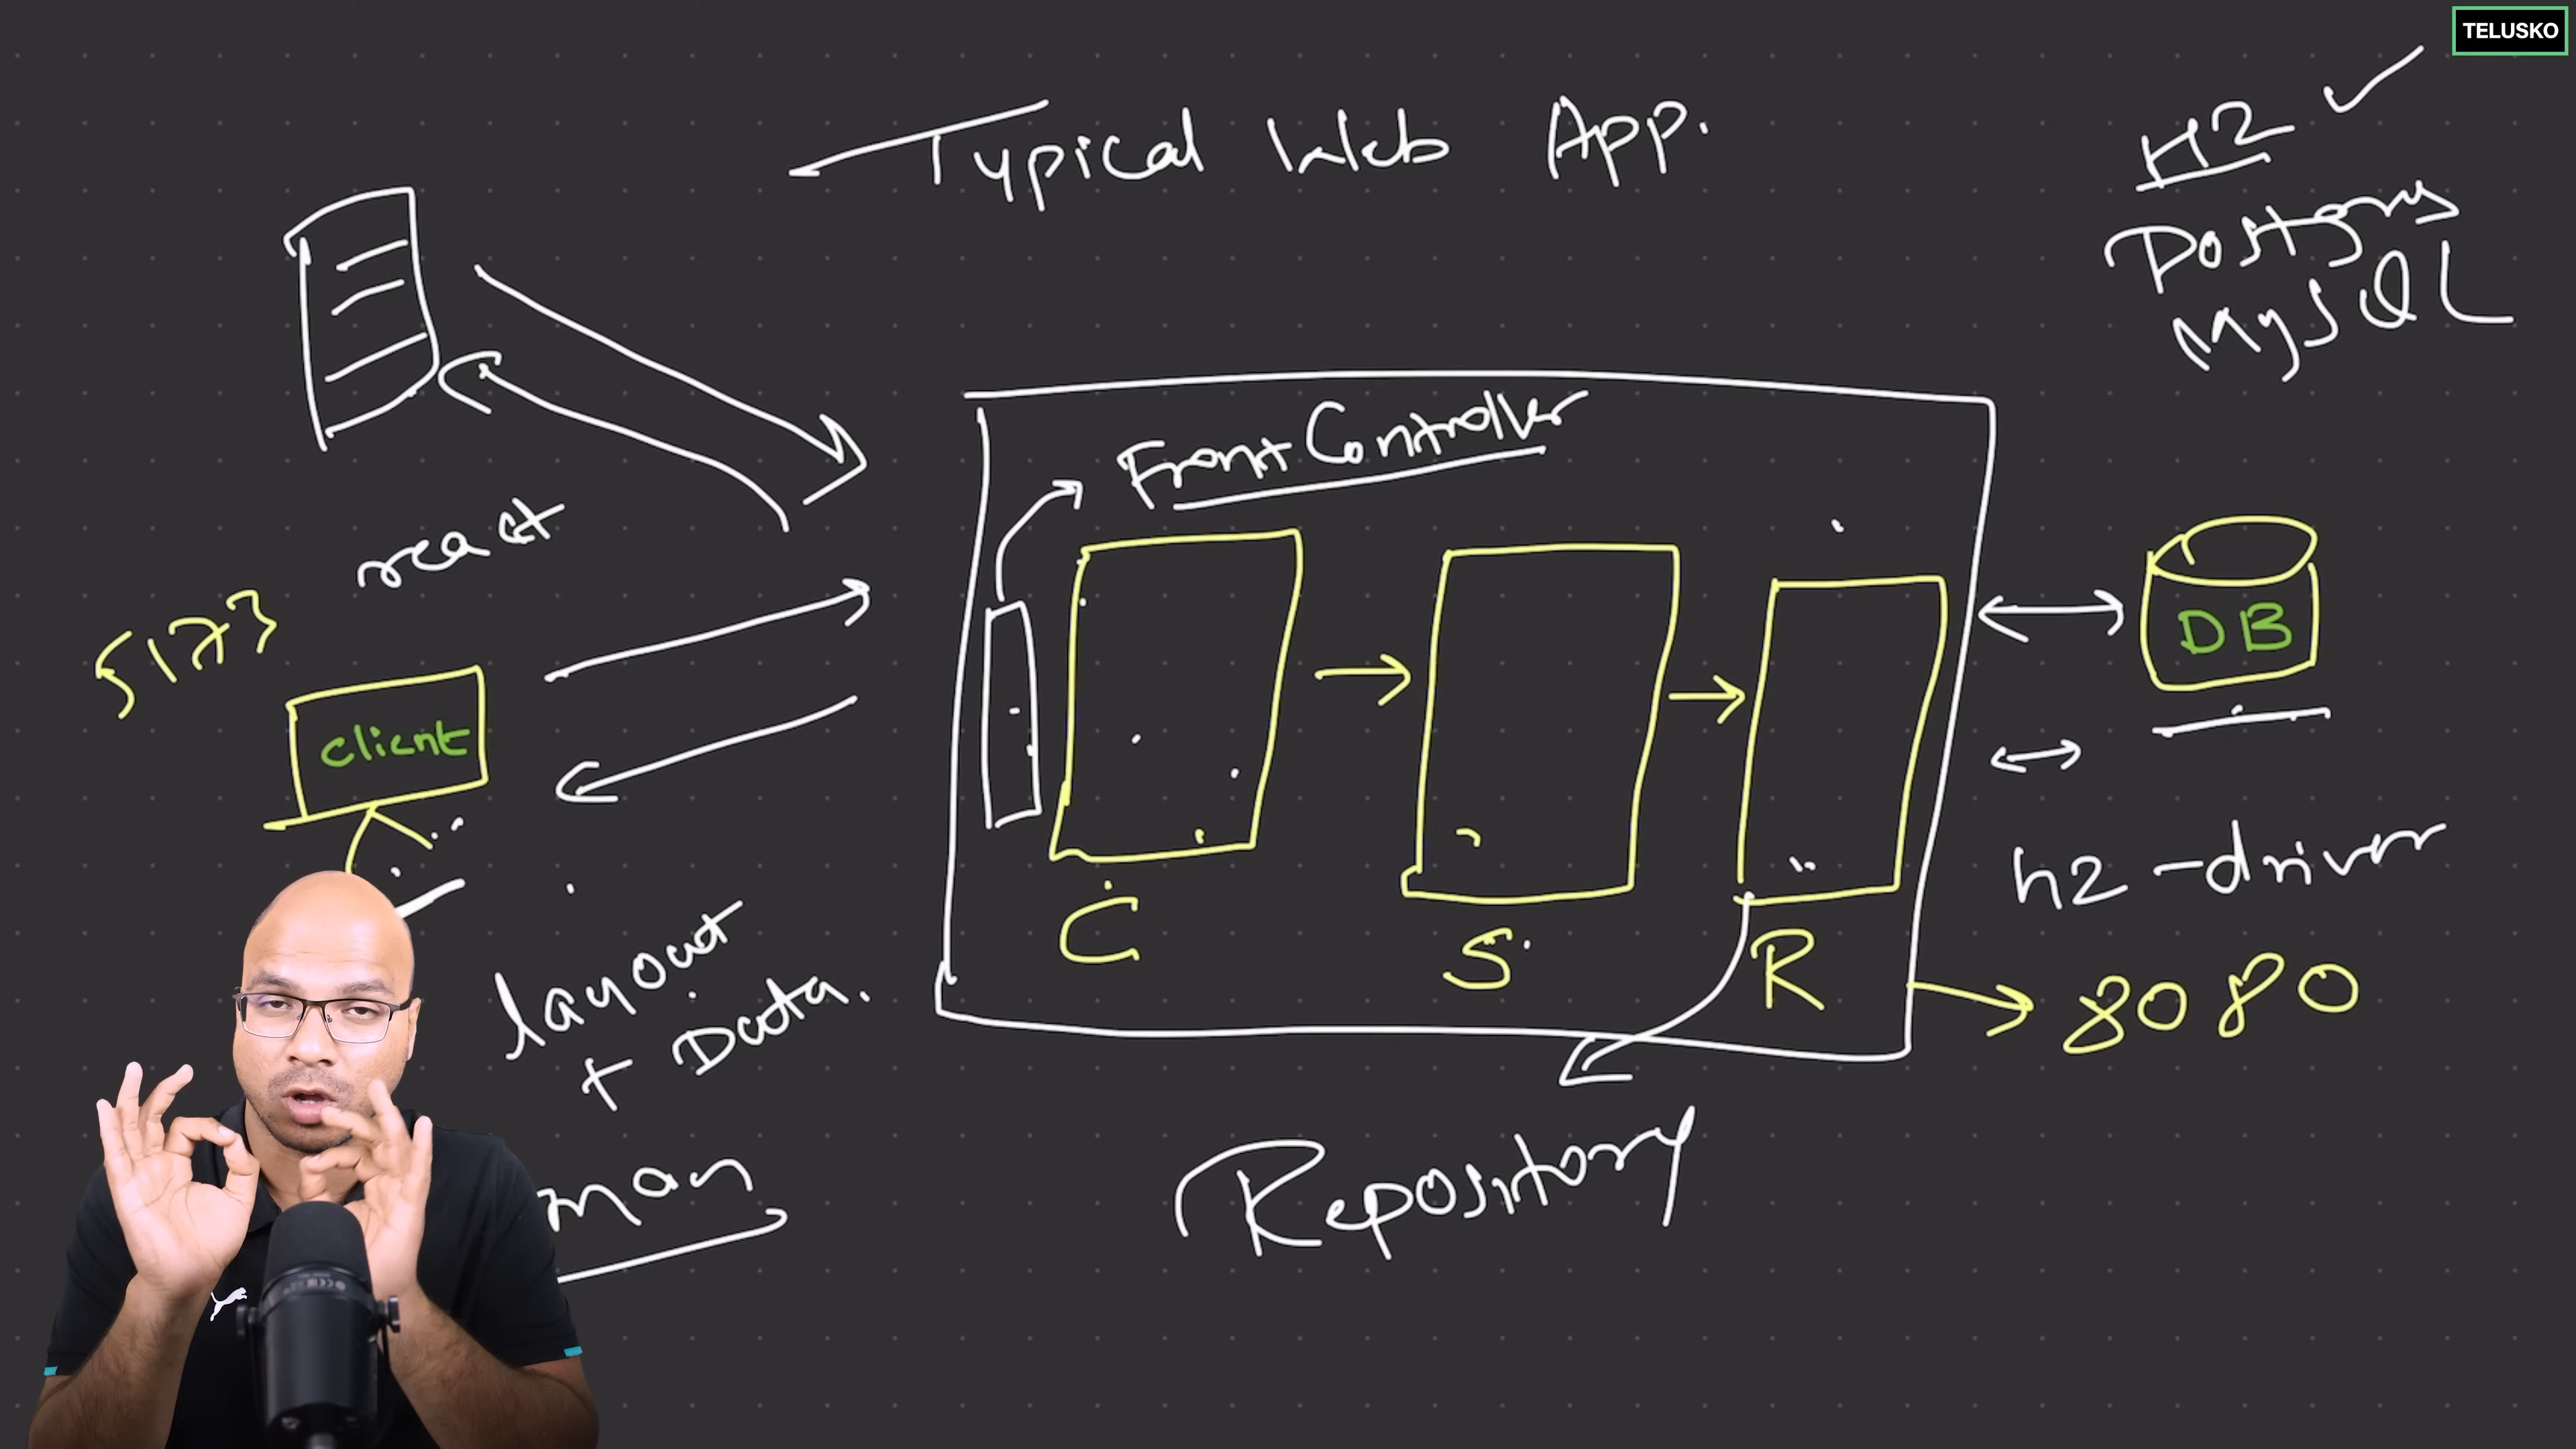 TELUSKO
Typical Web App.
H2
Postgres
MySQL
Front Controller
react
5173
client
DB
h2-driver
C
S
R
8080
layout
+ Data.
man
Repository